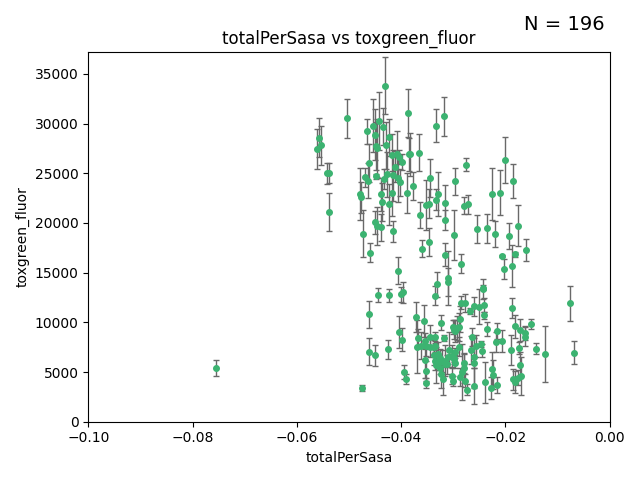 N = 196
totalPerSasa vs toxgreen_fluor
35000
30000
25000
20000
15000
10000
5000
0
toxgreen_fluor
−0.10 −0.08 −0.06 −0.04 −0.02 0.00
totalPerSasa